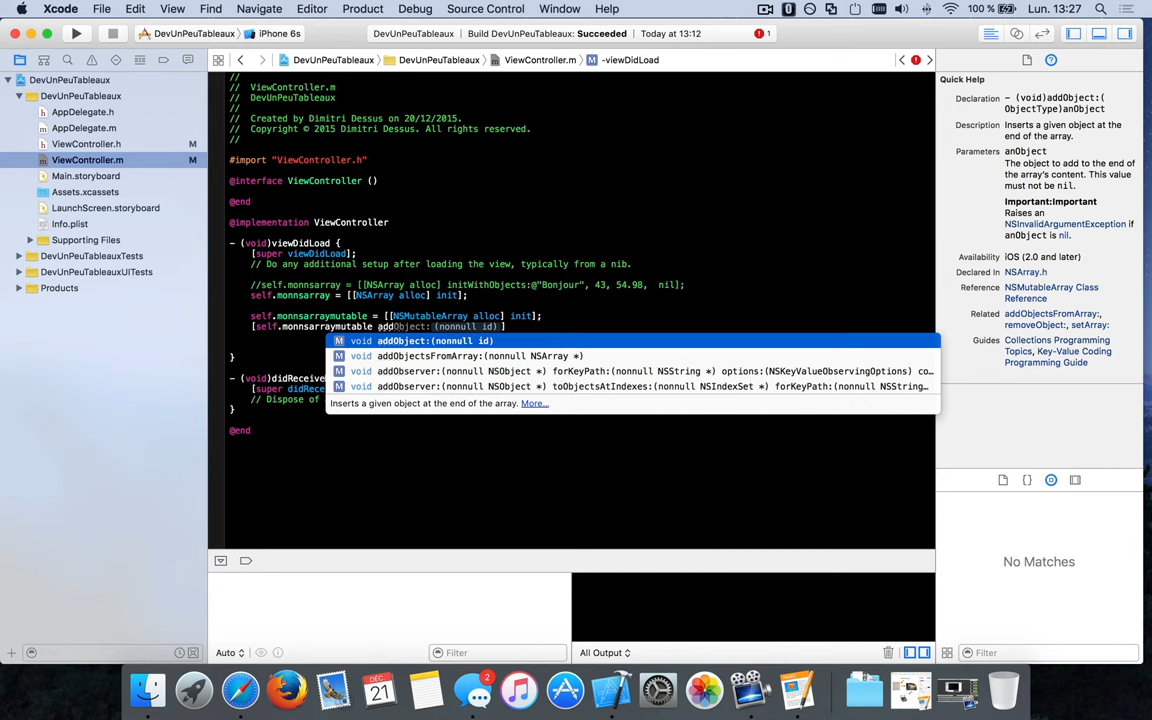 Xcode File Edit View Find Navigate Editor Product Debug Source Control Window Help 100 % Lun. 13:27
DevUnPeuTableaux iPhone 6s DevUnPeuTableaux | Build DevUnPeuTableaux: Succeeded Today at 13:12 1
DevUnPeuTableaux DevUnPeuTableaux ViewController.m -viewDidLoad
DevUnPeuTableaux
DevUnPeuTableaux
AppDelegate.h
AppDelegate.m
ViewController.h M
ViewController.m M
Main.storyboard
Assets.xcassets
LaunchScreen.storyboard
Info.plist
Supporting Files
DevUnPeuTableauxTests
DevUnPeuTableauxUITests
Products
//
// ViewController.m
// DevUnPeuTableaux
//
// Created by Dimitri Dessus on 20/12/2015.
// Copyright © 2015 Dimitri Dessus. All rights reserved.
//
#import "ViewController.h"
@interface ViewController ()
@end
@implementation ViewController
- (void)viewDidLoad {
[super viewDidLoad];
// Do any additional setup after loading the view, typically from a nib.
//self.monnsarray = [[NSArray alloc] initWithObjects:@"Bonjour", 43, 54.98, nil];
self.monnsarray = [[NSArray alloc] init];
self.monnsarraymutable = [[NSMutableArray alloc] init];
[self.monnsarraymutable addObject:(nonnull id)]
M void addObject:(nonnull id)
M void addObjectsFromArray:(nonnull NSArray *)
M void addObserver:(nonnull NSObject *) forKeyPath:(nonnull NSString *) options:(NSKeyValueObservingOptions) co...
M void addObserver:(nonnull NSObject *) toObjectsAtIndexes:(nonnull NSIndexSet *) forKeyPath:(nonnull NSString...
Inserts a given object at the end of the array. More...
}
- (void)didReceiveM
[super didRecei
// Dispose of
}
@end
Quick Help
Declaration - (void)addObject:(
ObjectType)anObject
Description Inserts a given object at the
end of the array.
Parameters anObject
The object to add to the end of
the array's content. This value
must not be nil.
Important:Important
Raises an
NSInvalidArgumentException if
anObject is nil.
Availability iOS (2.0 and later)
Declared In NSArray.h
Reference NSMutableArray Class
Reference
Related addObjectsFromArray:,
removeObject:, setArray:
Guides Collections Programming
Topics, Key-Value Coding
Programming Guide
No Matches
Filter Auto Filter All Output Filter
2
DÉC.
21